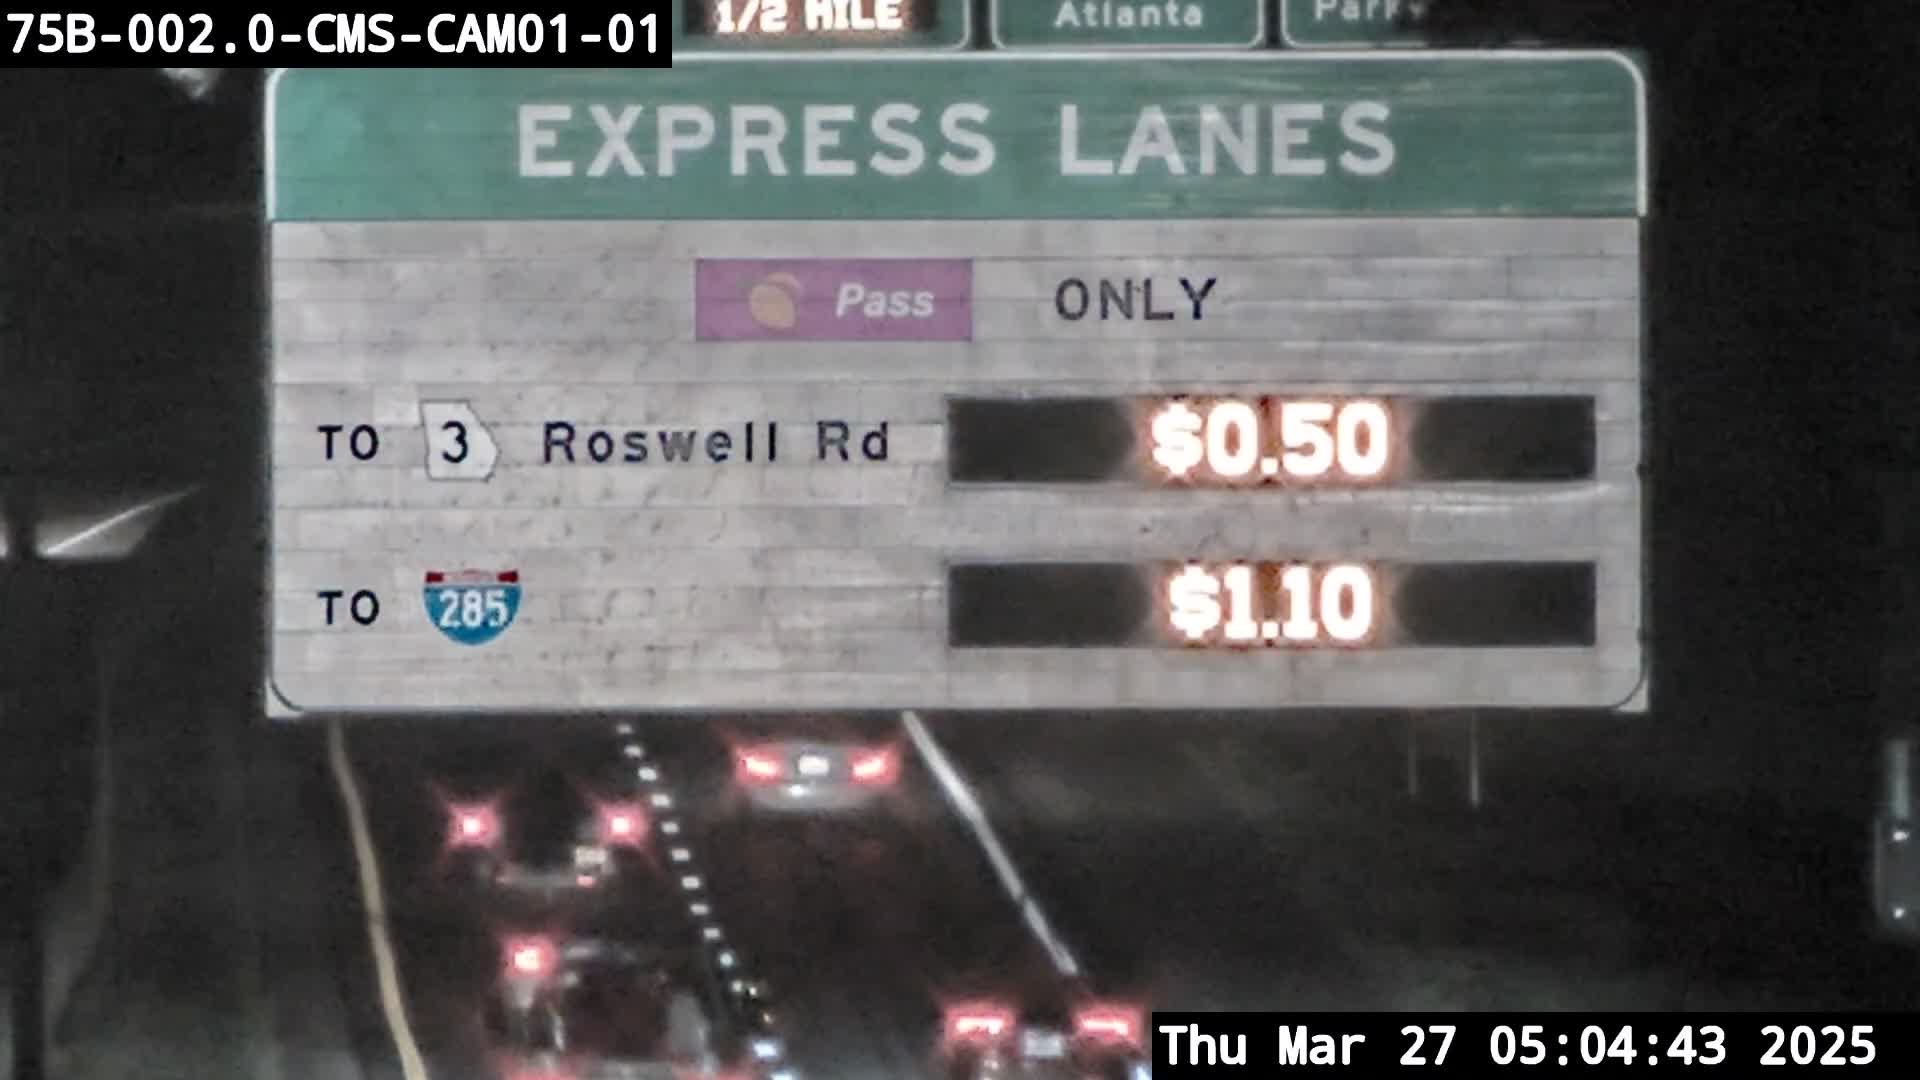 75B-002.0-CMS-CAM01-01
1/2 MILE
Atlanta
EXPRESS LANES
Pass ONLY
TO 3 Roswell Rd $0.50
TO 285 $1.10
Thu Mar 27 05:04:43 2025